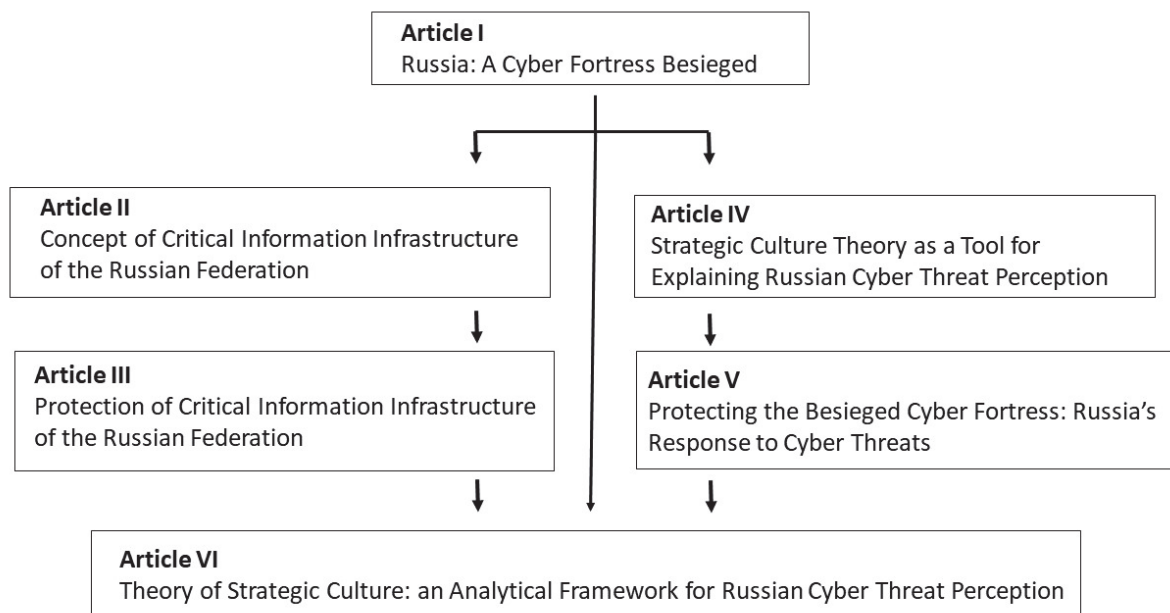 Article I
Russia: A Cyber Fortress Besieged
Article II
Concept of Critical Information Infrastructure
of the Russian Federation
Article III
Protection of Critical Information Infrastructure
of the Russian Federation
Article IV
Strategic Culture Theory as a Tool for
Explaining Russian Cyber Threat Perception
Article V
Protecting the Besieged Cyber Fortress: Russia’s
Response to Cyber Threats
Article VI
Theory of Strategic Culture: an Analytical Framework for Russian Cyber Threat Perception